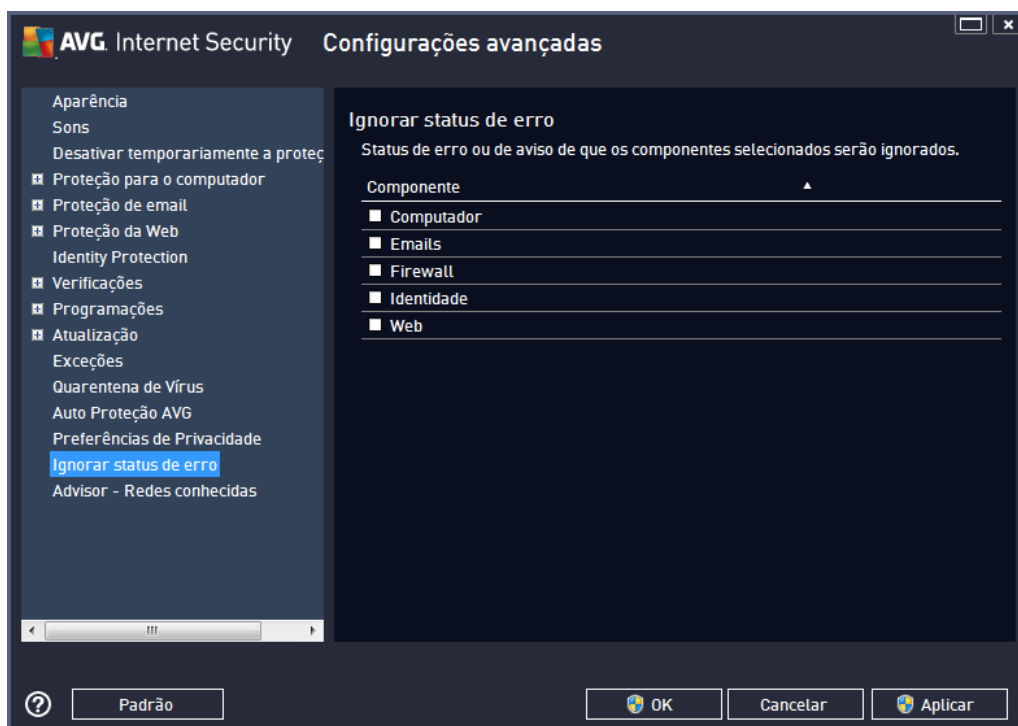 AVG. Internet Security Configurações avançadas
Aparência
Sons
Desativar temporariamente a proteç
Proteção para o computador
Proteção de email
Proteção da Web
Identity Protection
Verificações
Programações
Atualização
Exceções
Quarentena de Vírus
Auto Proteção AVG
Preferências de Privacidade
Ignorar status de erro
Advisor - Redes conhecidas
Ignorar status de erro
Status de erro ou de aviso de que os componentes selecionados serão ignorados.
Componente
Computador
Emails
Firewall
Identidade
Web
Padrão
OK
Cancelar
Aplicar